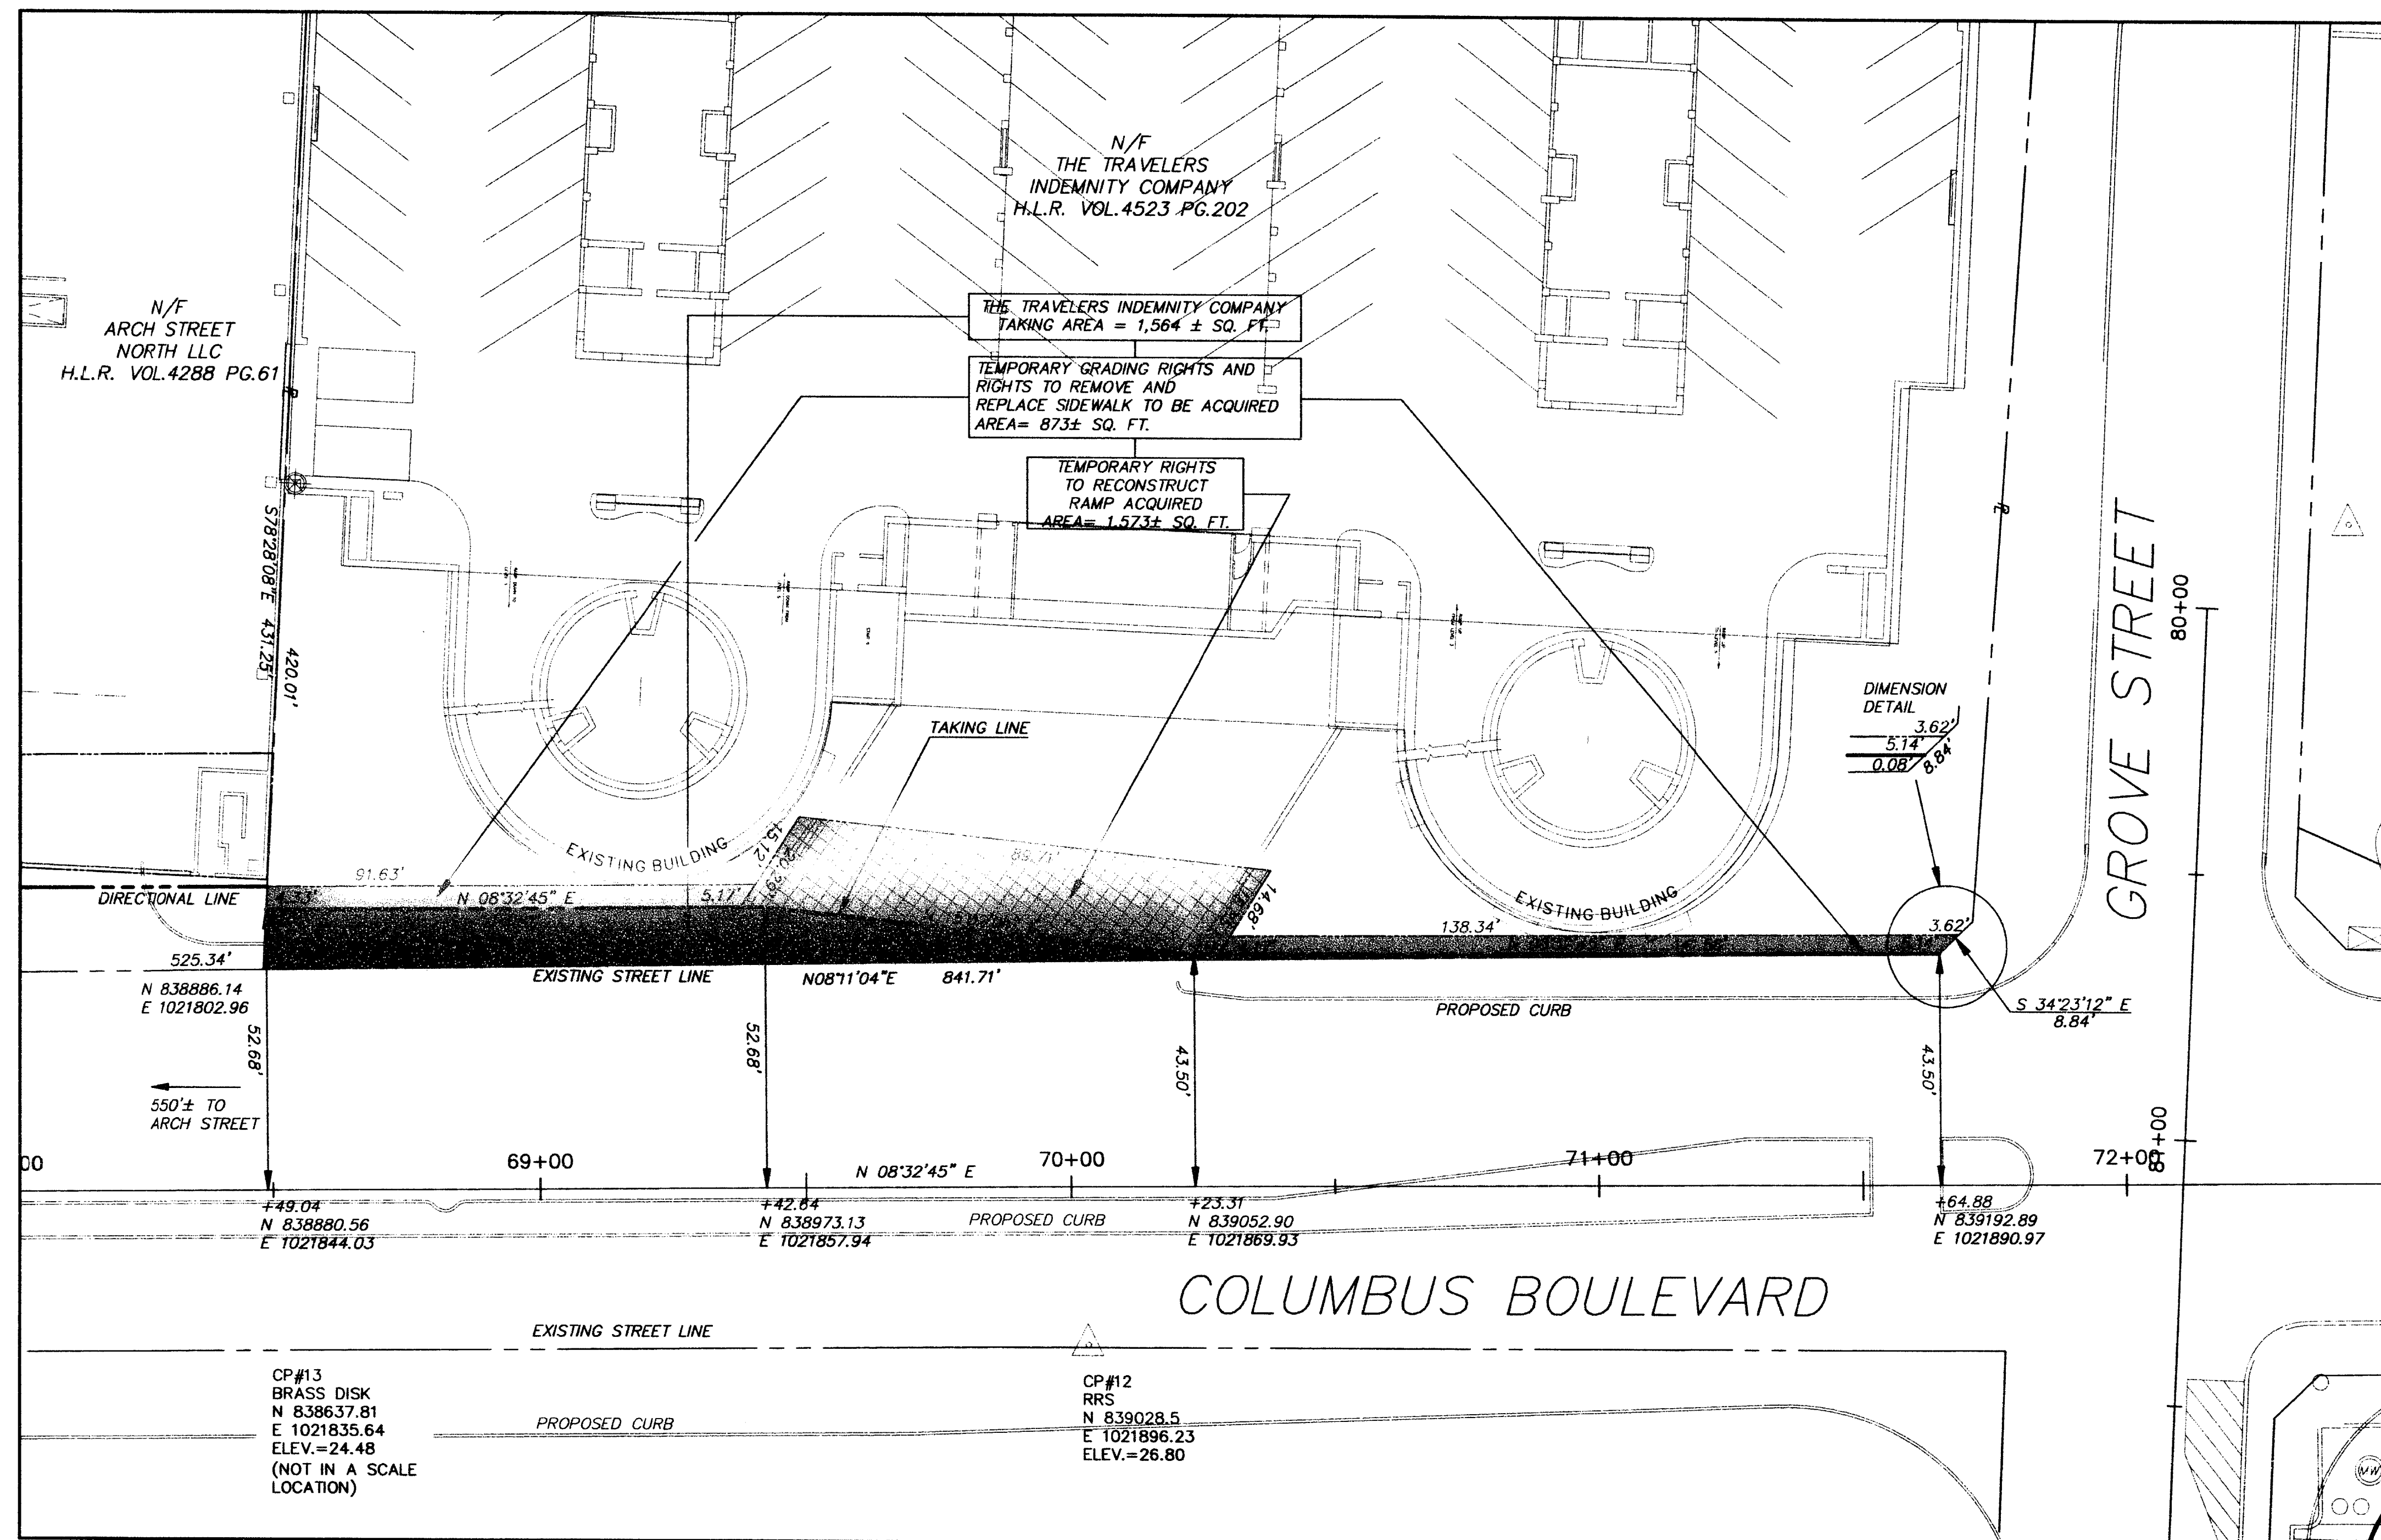 N/F
THE TRAVELERS
INDEMNITY COMPANY
H.L.R. VOL.4523 PG.202
N/F
ARCH STREET
NORTH LLC
H.L.R. VOL.4288 PG.61
THE TRAVELERS INDEMNITY COMPANY
TAKING AREA = 1,564 ± SQ. FT.
TEMPORARY GRADING RIGHTS AND
RIGHTS TO REMOVE AND
REPLACE SIDEWALK TO BE ACQUIRED
AREA= 873± SQ. FT.
TEMPORARY RIGHTS
TO RECONSTRUCT
RAMP ACQUIRED
AREA= 1,573± SQ. FT.
S78°28'08"E 431.25'
420.01'
GROVE STREET
80+00
DIMENSION
DETAIL
3.62'
5.14'
0.08'
8.84'
TAKING LINE
EXISTING BUILDING
15.12'
91.63'
DIRECTIONAL LINE
N 08°32'45" E
5.17'
14.68'
EXISTING BUILDING
138.34'
3.62'
525.34'
EXISTING STREET LINE
N08°11'04"E
841.71'
N 838886.14
E 1021802.96
PROPOSED CURB
S 34°23'12" E
8.84'
52.68'
52.68'
43.50'
43.50'
550'± TO
ARCH STREET
00
69+00
N 08°32'45" E
70+00
71+00
72+00
81+00
+49.04
N 838880.56
E 1021844.03
+42.64
N 838973.13
E 1021857.94
PROPOSED CURB
+23.31
N 839052.90
E 1021869.93
+64.88
N 839192.89
E 1021890.97
COLUMBUS BOULEVARD
EXISTING STREET LINE
CP#13
BRASS DISK
N 838637.81
E 1021835.64
ELEV.=24.48
(NOT IN A SCALE
LOCATION)
PROPOSED CURB
CP#12
RRS
N 839028.5
E 1021896.23
ELEV.=26.80
MW